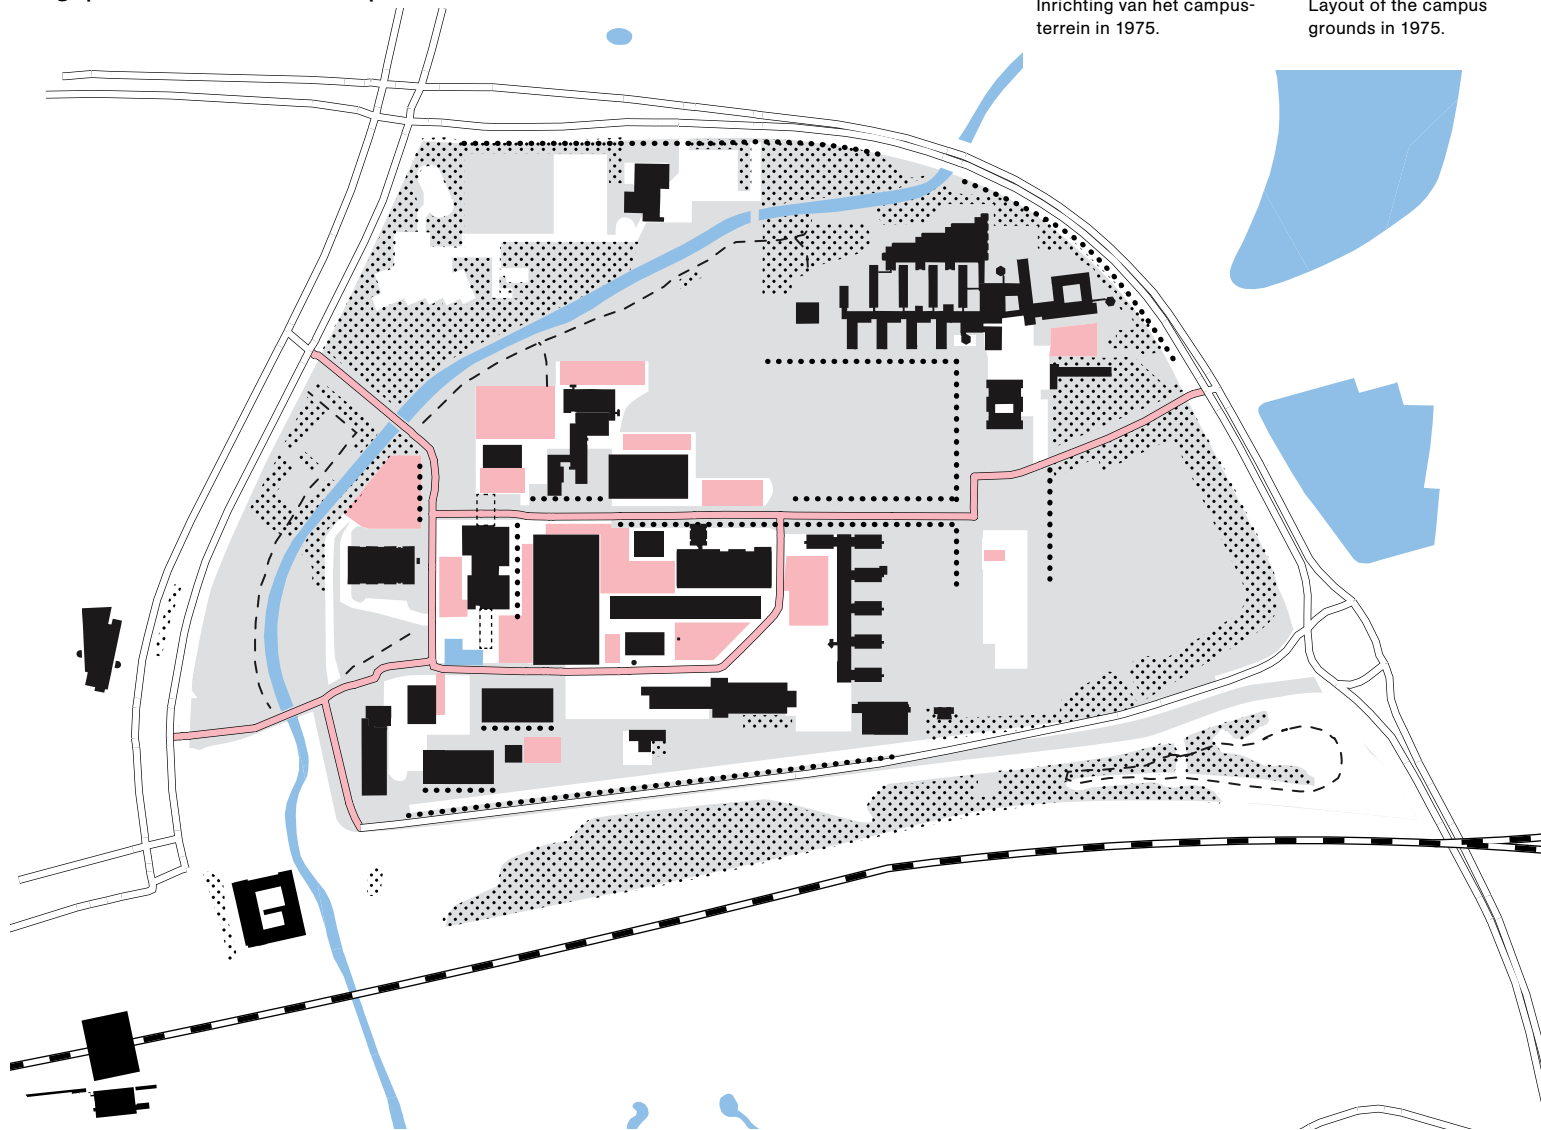 Inrichting van het campus-
terrein in 1975.
Layout of the campus
grounds in 1975.